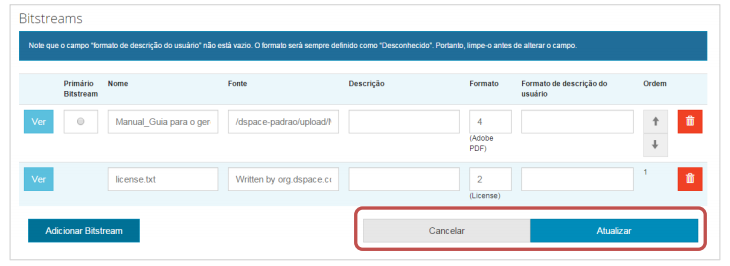 Bitstreams
Note que o campo "formato de descrição do usuário" não está vazio. O formato será sempre definido como "Desconhecido". Portanto, limpe-o antes de alterar o campo.
Primário Bitstream Nome Fonte Descrição Formato Formato de descrição do usuário Ordem
Ver Manual_Guia para o ger /dspace-padrao/upload/ 4
(Adobe PDF)
Ver license.txt Written by org.dspace.co 2 1
(License)
Adicionar Bitstream Cancelar Atualizar